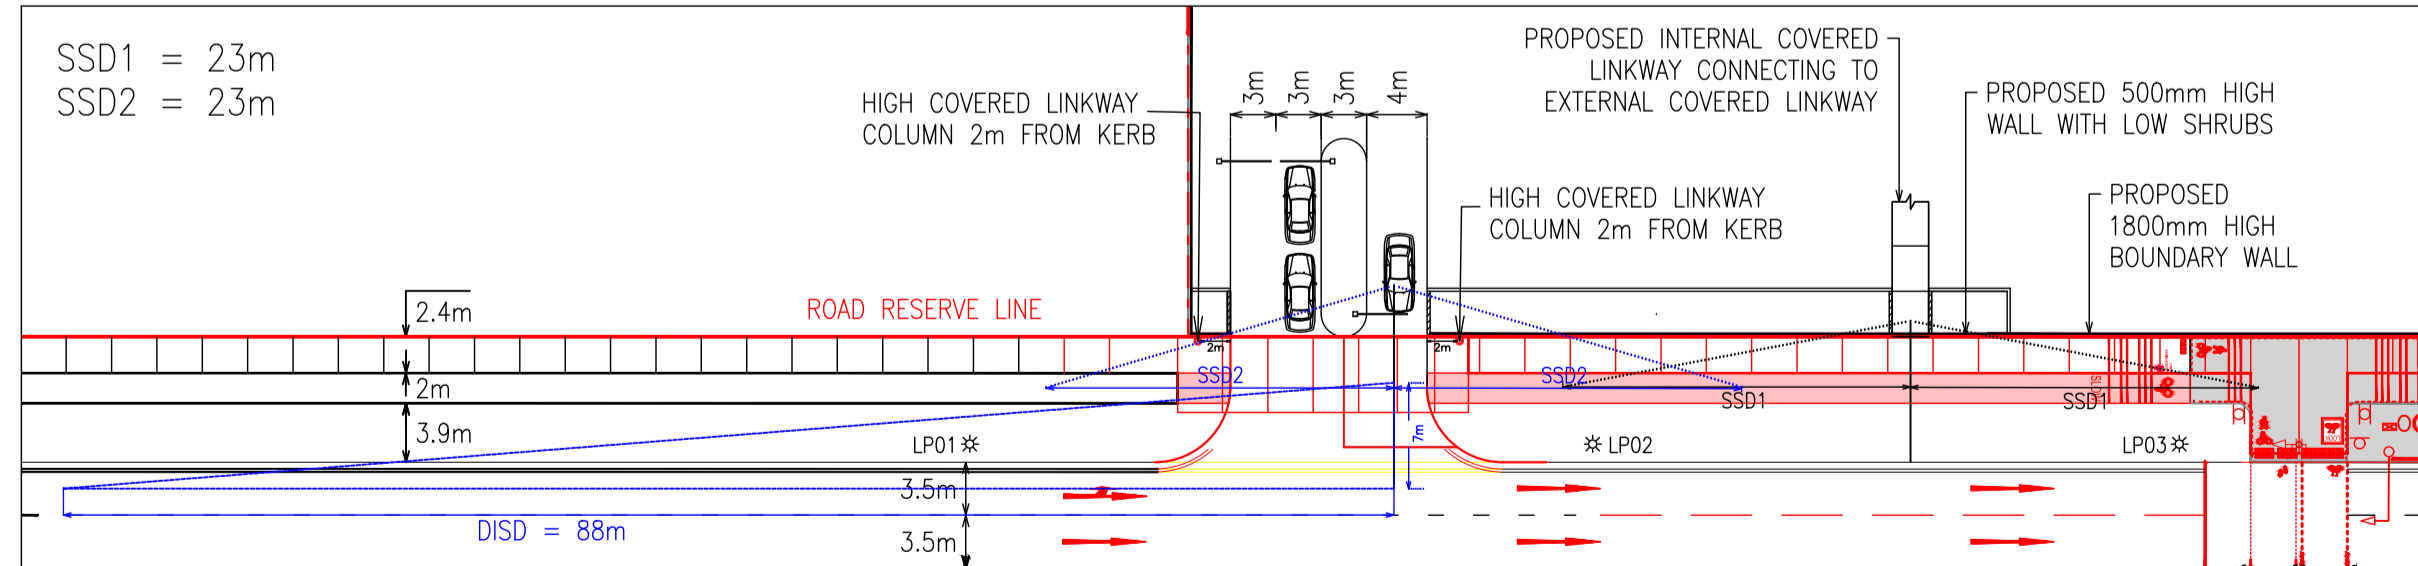 SSD1 = 23m
SSD2 = 23m
HIGH COVERED LINKWAY
COLUMN 2m FROM KERB
3m
3m
3m
4m
PROPOSED INTERNAL COVERED
LINKWAY CONNECTING TO
EXTERNAL COVERED LINKWAY
PROPOSED 500mm HIGH
WALL WITH LOW SHRUBS
HIGH COVERED LINKWAY
COLUMN 2m FROM KERB
PROPOSED
1800mm HIGH
BOUNDARY WALL
2.4m
ROAD RESERVE LINE
2m
2m
2m
SSD2
SSD2
SSD1
SSD1
3.9m
7m
LP01
LP02
LP03
3.5m
DISD = 88m
3.5m